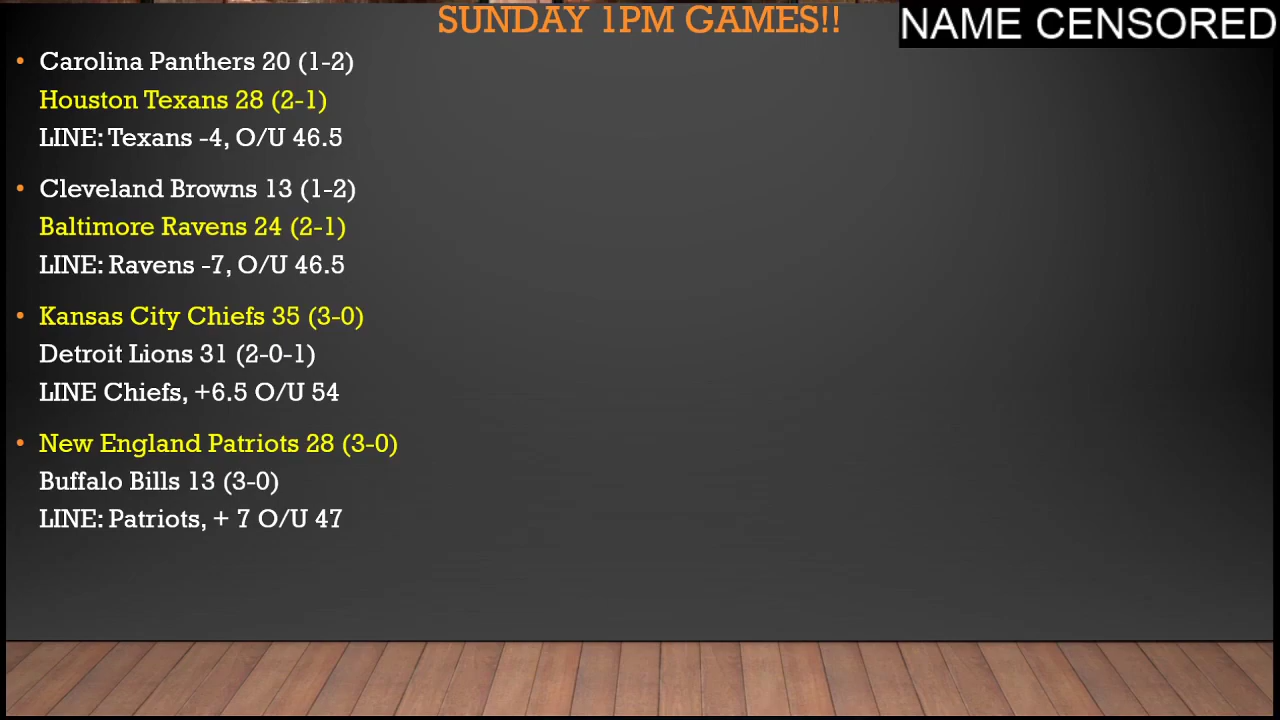 SUNDAY 1PM GAMES!!
NAME CENSORED
• Carolina Panthers 20 (1-2)
Houston Texans 28 (2-1)
LINE: Texans -4, O/U 46.5
• Cleveland Browns 13 (1-2)
Baltimore Ravens 24 (2-1)
LINE: Ravens -7, O/U 46.5
• Kansas City Chiefs 35 (3-0)
Detroit Lions 31 (2-0-1)
LINE Chiefs, +6.5 O/U 54
• New England Patriots 28 (3-0)
Buffalo Bills 13 (3-0)
LINE: Patriots, + 7 O/U 47